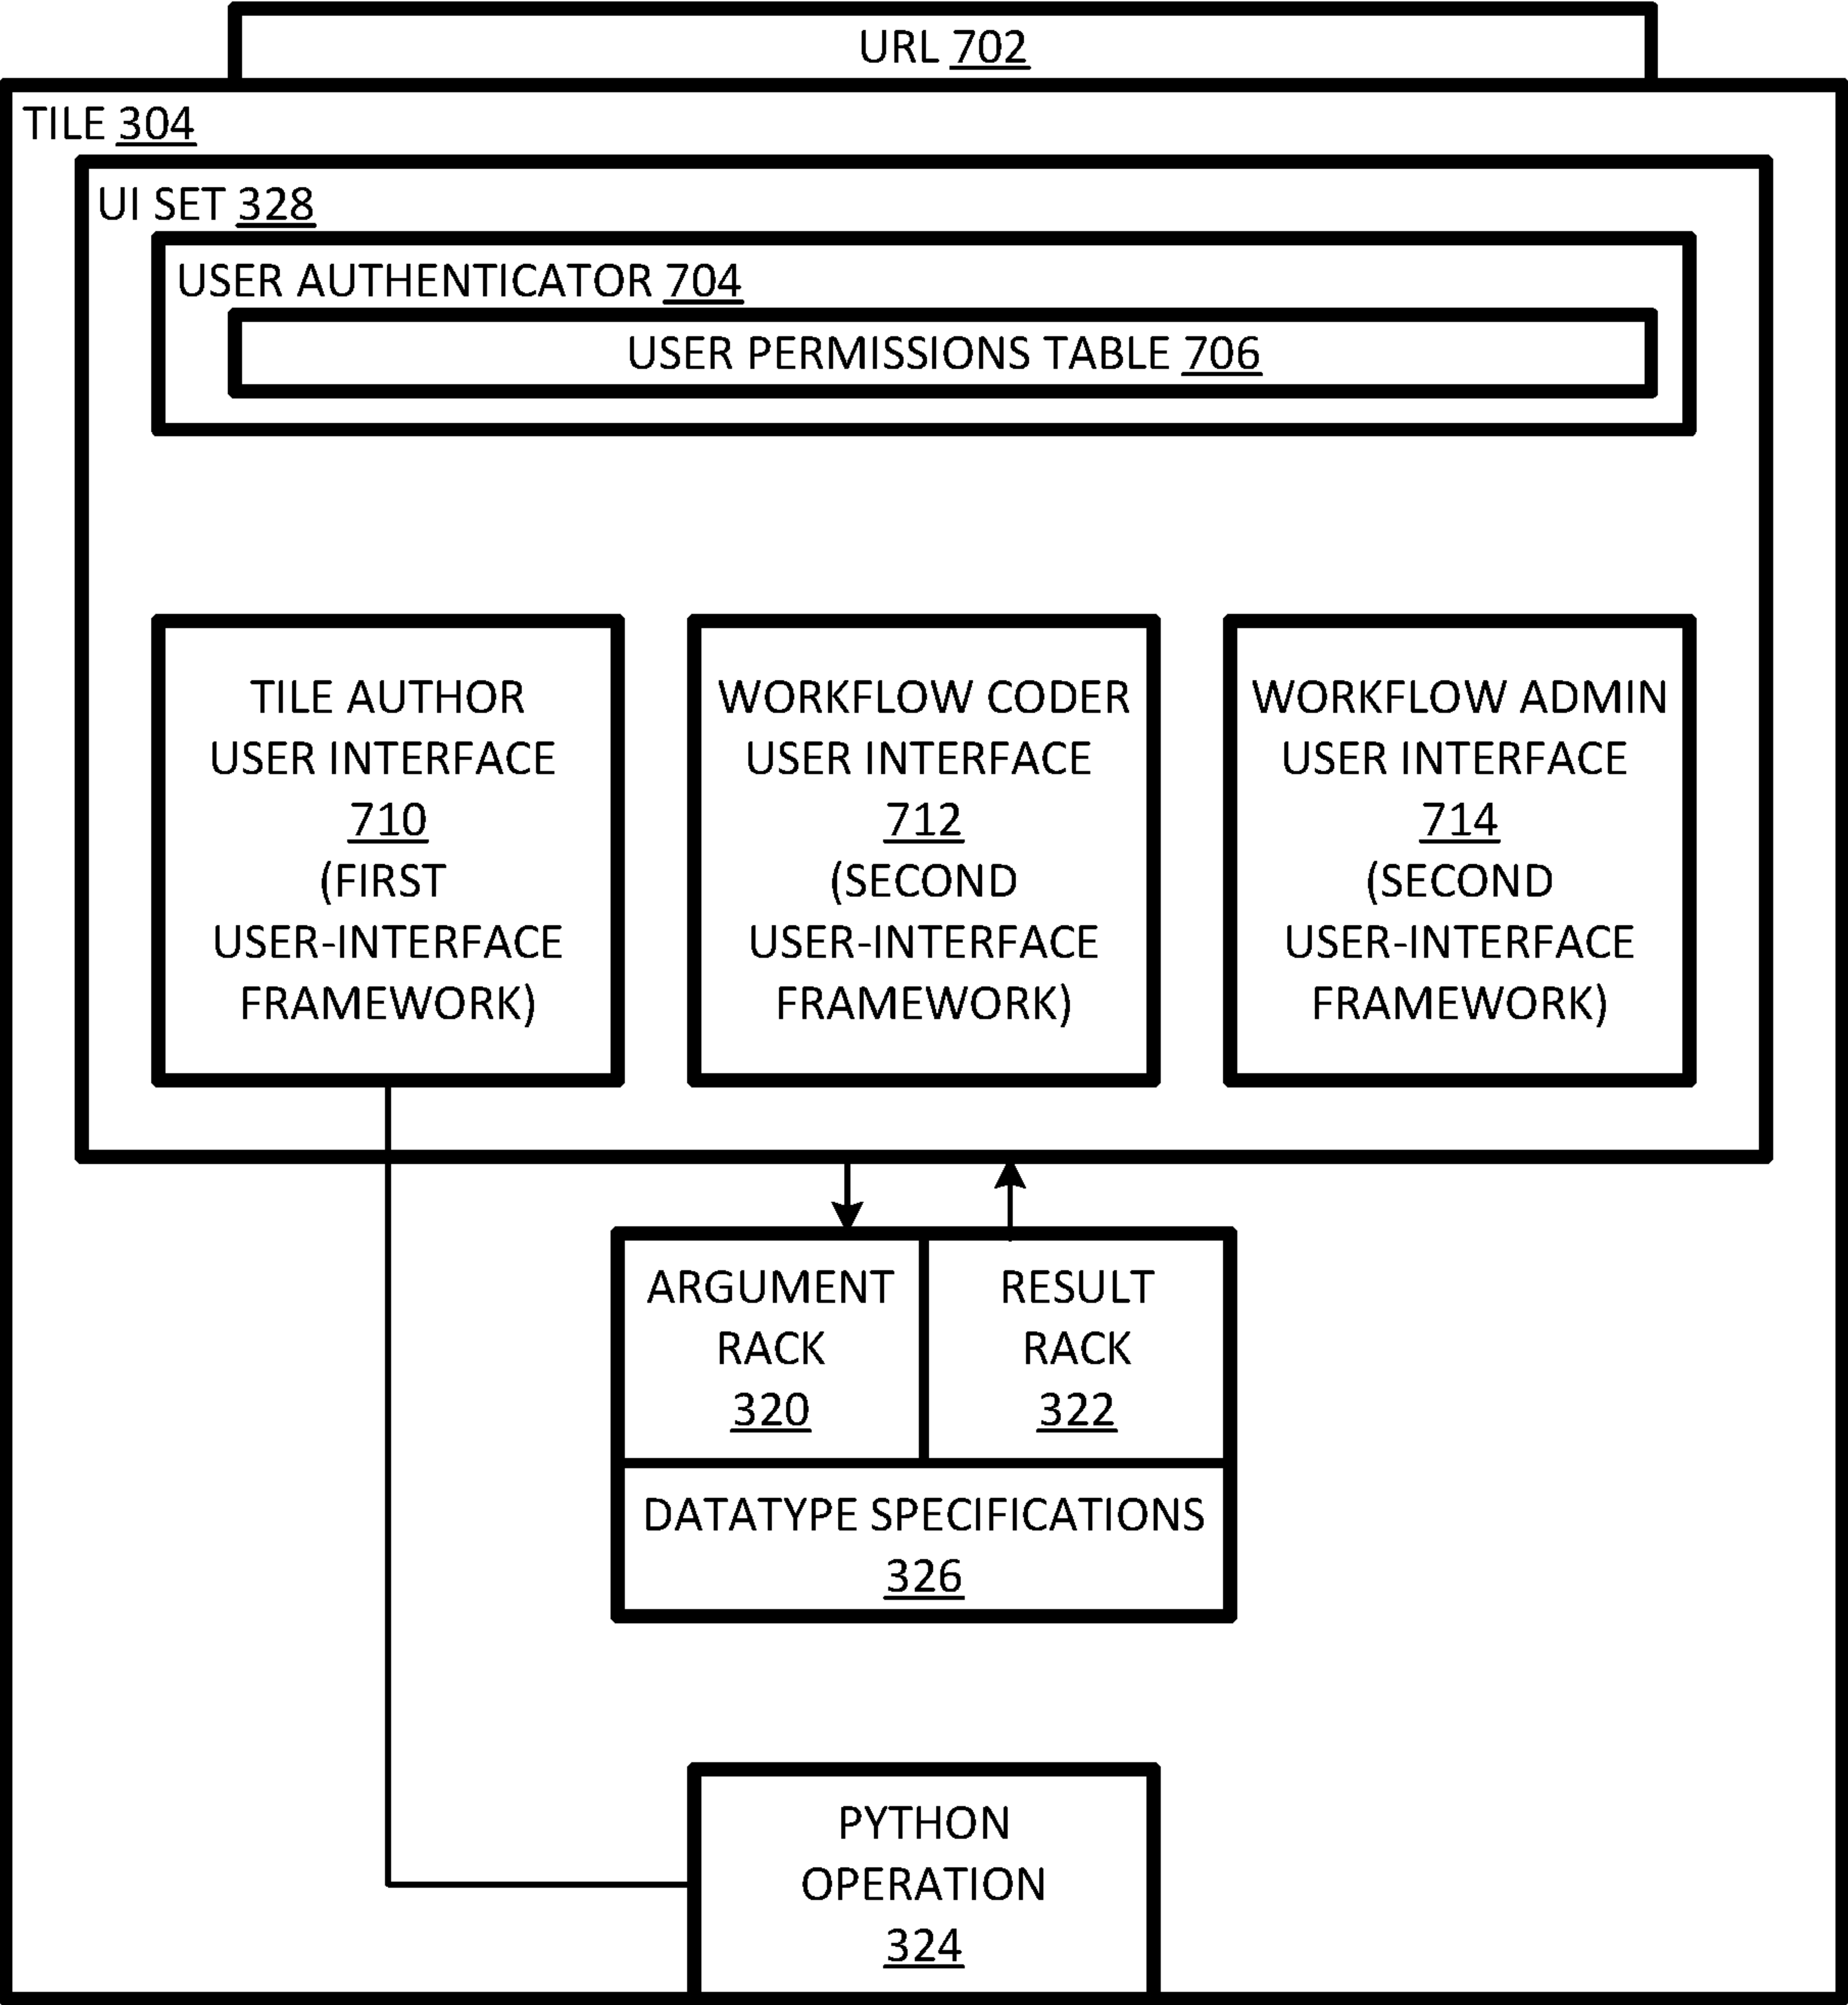 URL 702
TILE 304
UI SET 328
USER AUTHENTICATOR 704
USER PERMISSIONS TABLE 706
TILE AUTHOR
USER INTERFACE
710
(FIRST
USER-INTERFACE
FRAMEWORK)
WORKFLOW CODER
USER INTERFACE
712
(SECOND
USER-INTERFACE
FRAMEWORK)
WORKFLOW ADMIN
USER INTERFACE
714
(SECOND
USER-INTERFACE
FRAMEWORK)
ARGUMENT
RACK
320
RESULT
RACK
322
DATATYPE SPECIFICATIONS
326
PYTHON
OPERATION
324